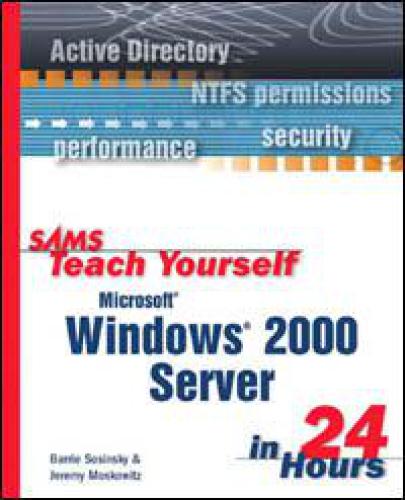 Active Directory
NTFS permissions
security
performance
SAMS
Teach Yourself
Microsoft®
Windows® 2000
Server
Barrie Sosinsky &
Jeremy Moskowitz
in 24
Hours